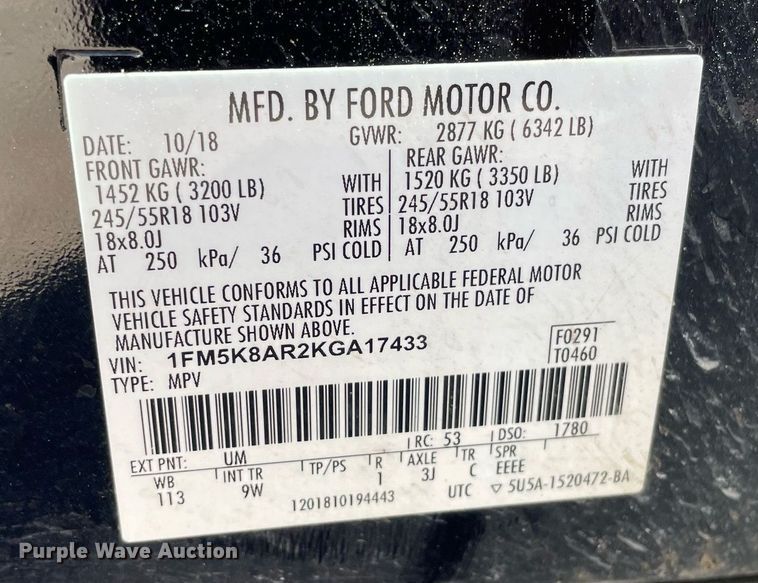 MFD. BY FORD MOTOR CO.
DATE: 10/18 GVWR: 2877 KG ( 6342 LB)
FRONT GAWR: REAR GAWR:
1452 KG ( 3200 LB) WITH 1520 KG ( 3350 LB) WITH
245/55R18 103V TIRES 245/55R18 103V TIRES
18x8.0J RIMS 18x8.0J RIMS
AT 250 kPa/ 36 PSI COLD AT 250 kPa/ 36 PSI COLD
THIS VEHICLE CONFORMS TO ALL APPLICABLE FEDERAL MOTOR
VEHICLE SAFETY STANDARDS IN EFFECT ON THE DATE OF
MANUFACTURE SHOWN ABOVE.
VIN: 1FM5K8AR2KGA17433 F0291
TYPE: MPV T0460
EXT PNT: UM RC: 53 DSO: 1780
WB INT TR TP/PS R AXLE TR SPR
113 9W 1 3J C EEEE
1201810194443 UTC ▽ 5U5A-1520472-BA
Purple Wave Auction